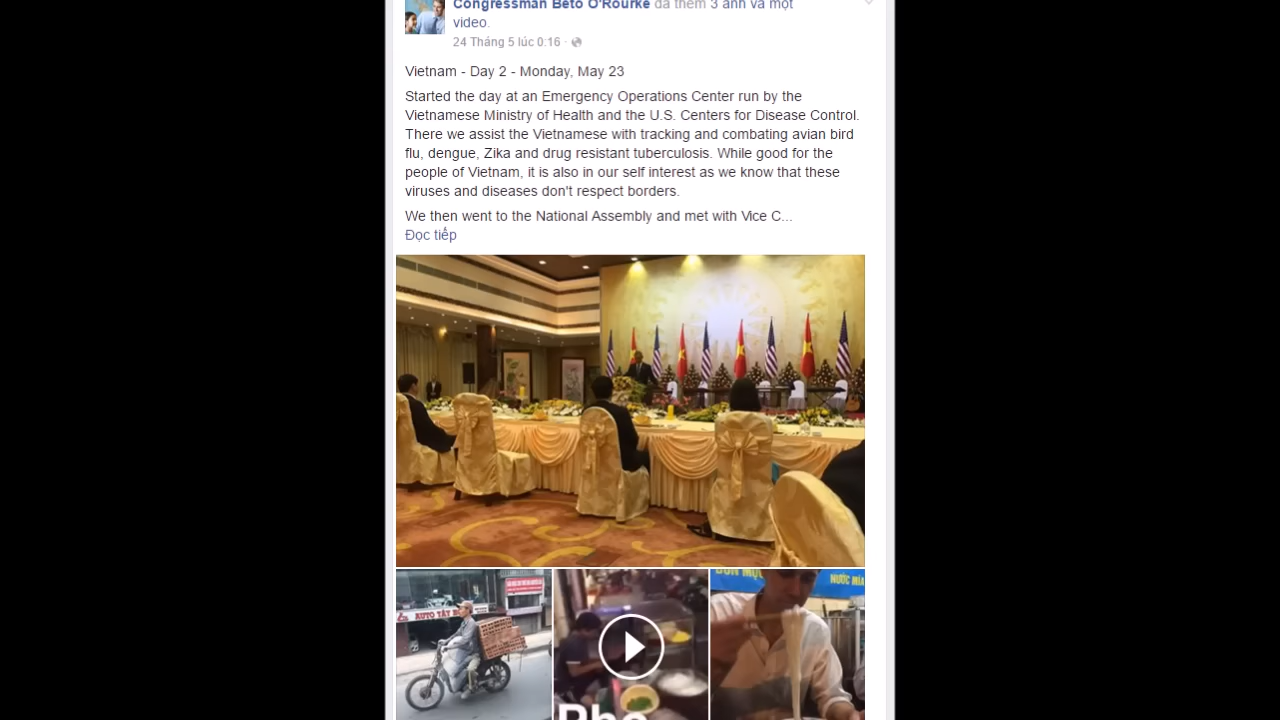 Congressman Beto O'Rourke đã thêm 3 ảnh và một
video.
24 Tháng 5 lúc 0:16 ·
Vietnam - Day 2 - Monday, May 23
Started the day at an Emergency Operations Center run by the
Vietnamese Ministry of Health and the U.S. Centers for Disease Control.
There we assist the Vietnamese with tracking and combating avian bird
flu, dengue, Zika and drug resistant tuberculosis. While good for the
people of Vietnam, it is also in our self interest as we know that these
viruses and diseases don't respect borders.
We then went to the National Assembly and met with Vice C...
Đọc tiếp
XUTO TÂY
Pho
NƯỚC MÍA